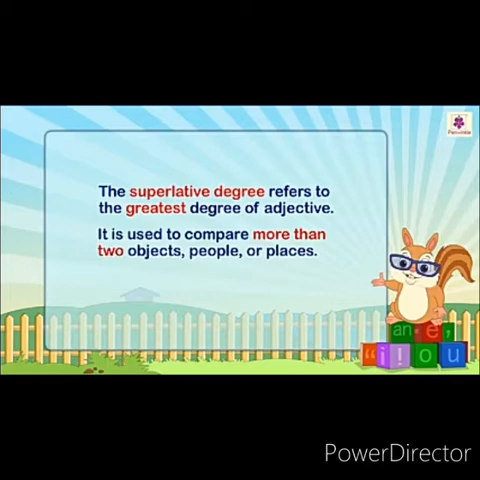 Periwinkle
The superlative degree refers to
the greatest degree of adjective.
It is used to compare more than
two objects, people, or places.
an e ,
“ i ! o u
PowerDirector